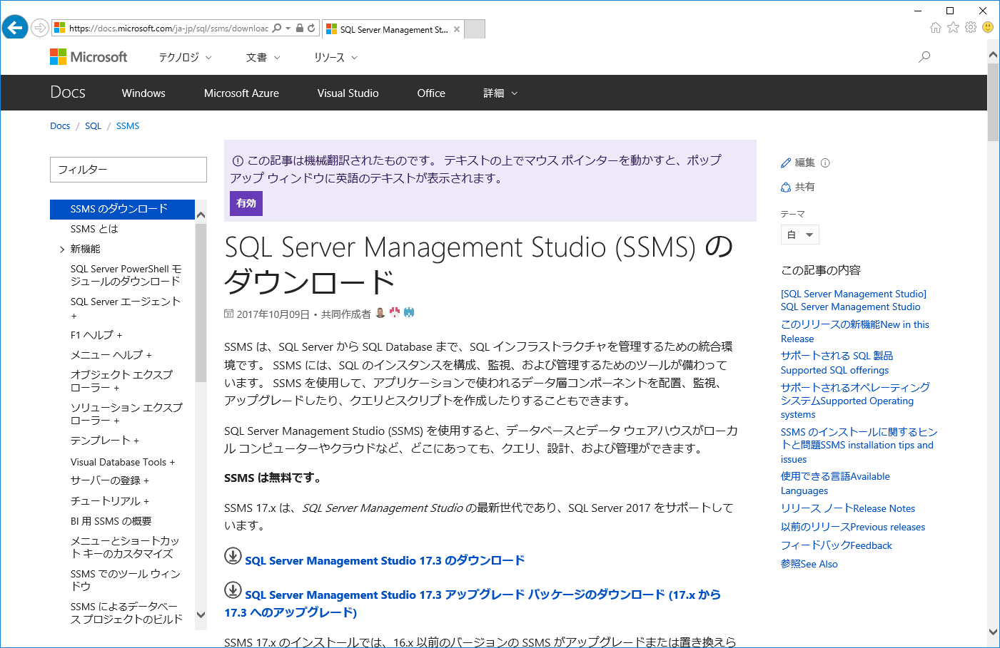 https://docs.microsoft.com/ja-jp/sql/ssms/download
SQL Server Management St...
Microsoft
テクノロジ
文書
リソース
Docs
Windows
Microsoft Azure
Visual Studio
Office
詳細
Docs / SQL / SSMS
フィルター
SSMS のダウンロード
SSMS とは
新機能
SQL Server PowerShell モ
ジュールのダウンロード
SQL Server エージェント
+
F1 ヘルプ +
メニュー ヘルプ +
オブジェクト エクスプ
ローラー +
ソリューション エクスプ
ローラー +
テンプレート +
Visual Database Tools +
サーバーの登録 +
チュートリアル +
BI 用 SSMS の概要
メニューとショートカッ
ト キーのカスタマイズ
SSMS でのツール ウィン
ドウ
SSMS によるデータベー
ス プロジェクトのビルド
この記事は機械翻訳されたものです。 テキストの上でマウス ポインターを動かすと、ポップ
アップ ウィンドウに英語のテキストが表示されます。
有効
SQL Server Management Studio (SSMS) の
ダウンロード
2017年10月09日 • 共同作成者
SSMS は、SQL Server から SQL Database まで、SQL インフラストラクチャを管理するための統合環
境です。 SSMS には、SQL のインスタンスを構成、監視、および管理するためのツールが備わって
います。 SSMS を使用して、アプリケーションで使われるデータ層コンポーネントを配置、監視、
アップグレードしたり、クエリとスクリプトを作成したりすることもできます。
SQL Server Management Studio (SSMS) を使用すると、データベースとデータ ウェアハウスがローカ
ル コンピューターやクラウドなど、どこにあっても、クエリ、設計、および管理ができます。
SSMS は無料です。
SSMS 17.x は、SQL Server Management Studio の最新世代であり、SQL Server 2017 をサポートして
います。
SQL Server Management Studio 17.3 のダウンロード
SQL Server Management Studio 17.3 アップグレード パッケージのダウンロード (17.x から
17.3 へのアップグレード)
SSMS 17.x のインストールでは、16.x 以前のバージョンの SSMS がアップグレードまたは置き換えら
編集
共有
テーマ
白
この記事の内容
[SQL Server Management Studio]
SQL Server Management Studio
このリリースの新機能New in this
Release
サポートされる SQL 製品
Supported SQL offerings
サポートされるオペレーティング
システムSupported Operating
systems
SSMS のインストールに関するヒン
トと問題SSMS installation tips and
issues
使用できる言語Available
Languages
リリース ノートRelease Notes
以前のリリースPrevious releases
フィードバックFeedback
参照See Also